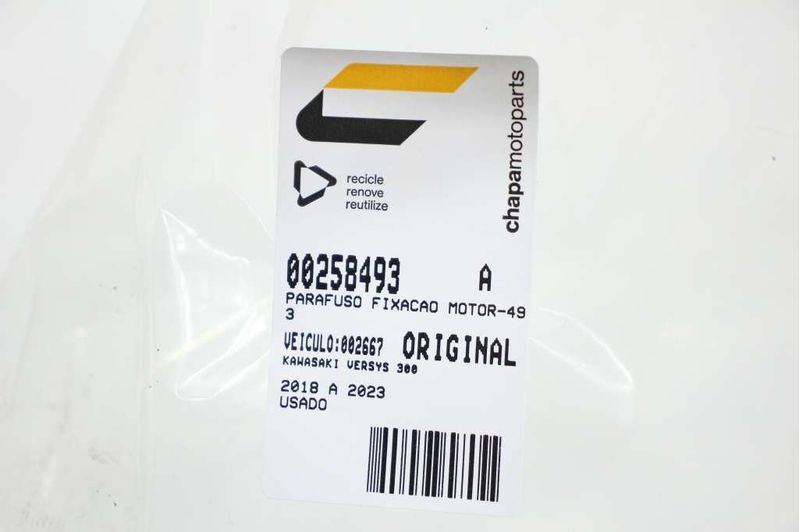 chapamotoparts
recicle
renove
reutilize
00258493 A
PARAFUSO FIXACAO MOTOR-49
3
VEICULO:002667 ORIGINAL
KAWASAKI VERSYS 300
2018 A 2023
USADO